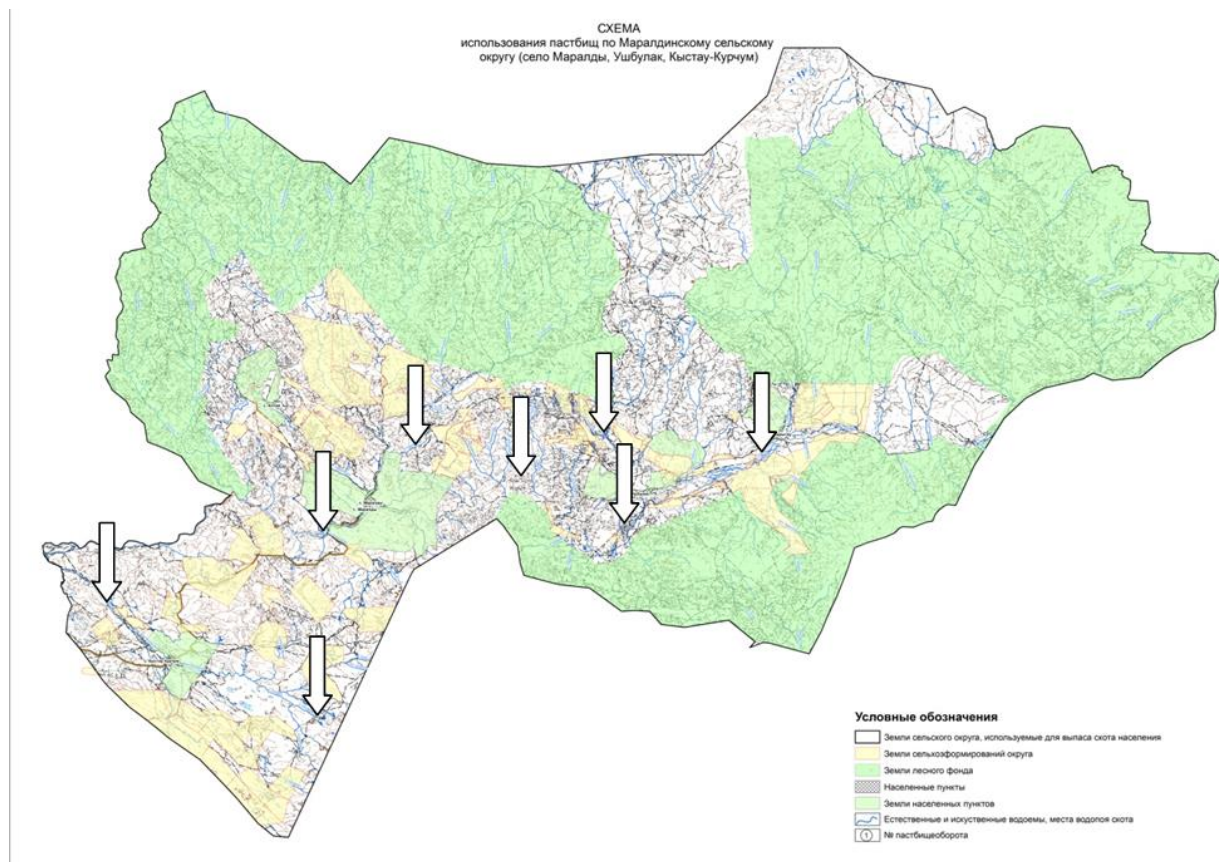 СХЕМА
использования пастбищ по Маралдинскому сельскому
округу (село Маралды, Ушбулак, Кыстау-Курчум)
Условные обозначения
Земли сельского округа, используемые для выпаса скота населения
Земли сельхозформирований округа
Земли лесного фонда
Населенные пункты
Земли населенных пунктов
Естественные и искуственные водоемы, места водопоя скота
1 № пастбищеоборота